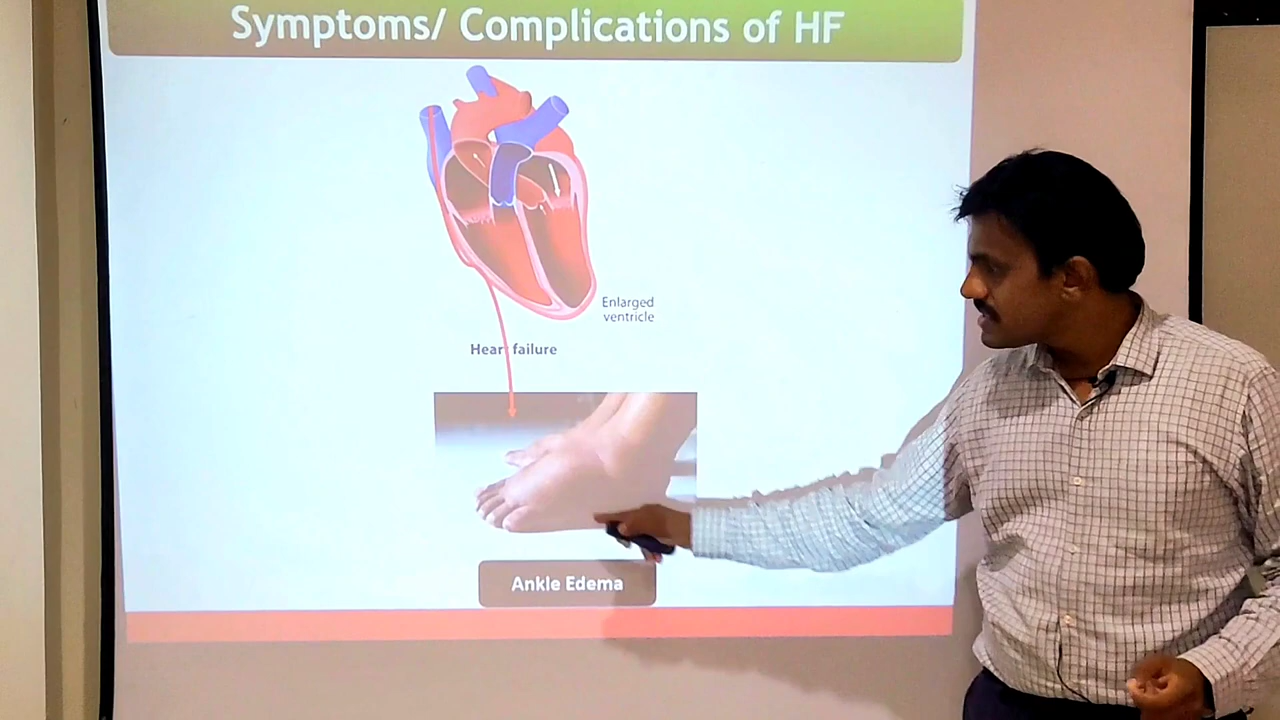 Symptoms/ Complications of HF
Enlarged
ventricle
Heart failure
Ankle Edema